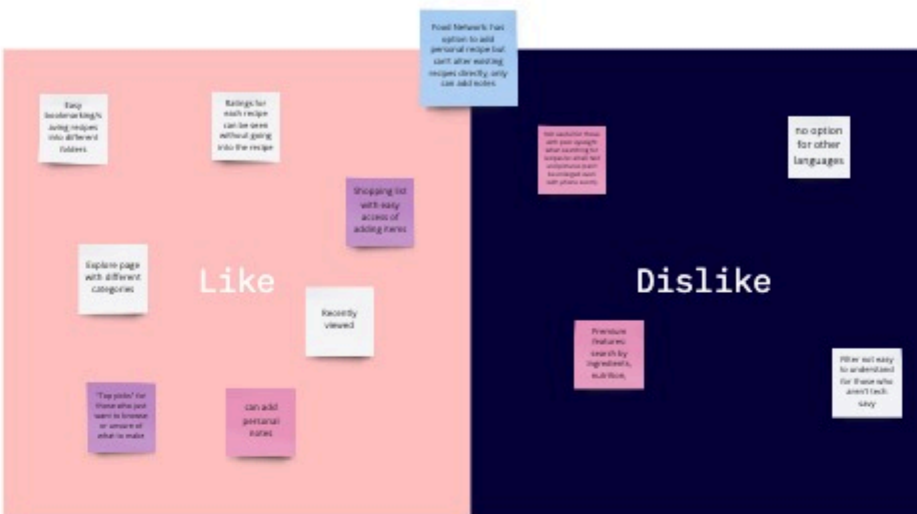 Food Network has
option to add
personal recipe but
can't alter existing
recipes directly, only
can add notes
Easy
bookmarking/s
aving recipes
into different
folders
Ratings for
each recipe
can be seen
without going
into the recipe
Shopping list
with easy
access of
adding items
Explore page
with different
categories
Like
Recently
viewed
"Top picks" for
those who just
want to browse
or unsure of
what to make
can add
personal
notes
no option
for other
languages
Dislike
Premium
features:
search by
ingredients,
nutrition,
Filter not easy
to understand
for those who
aren't tech
savy